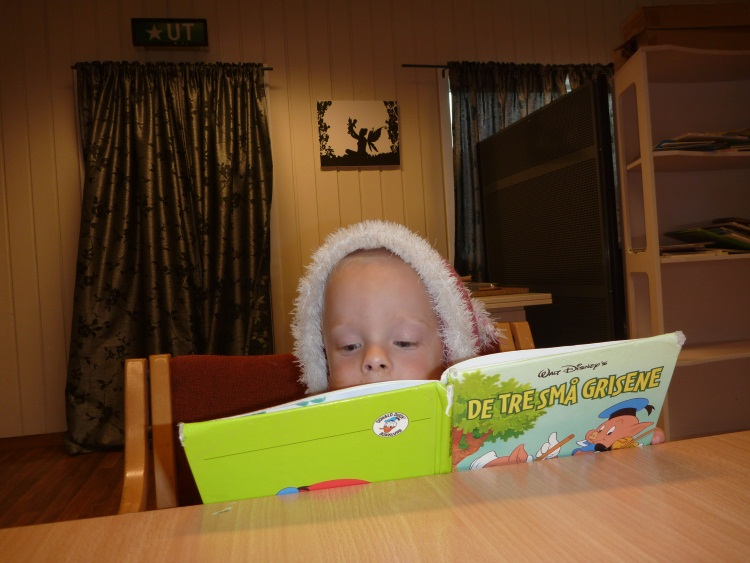 UT
WALT DISNEY'S
DE TRE SMÅ GRISENE